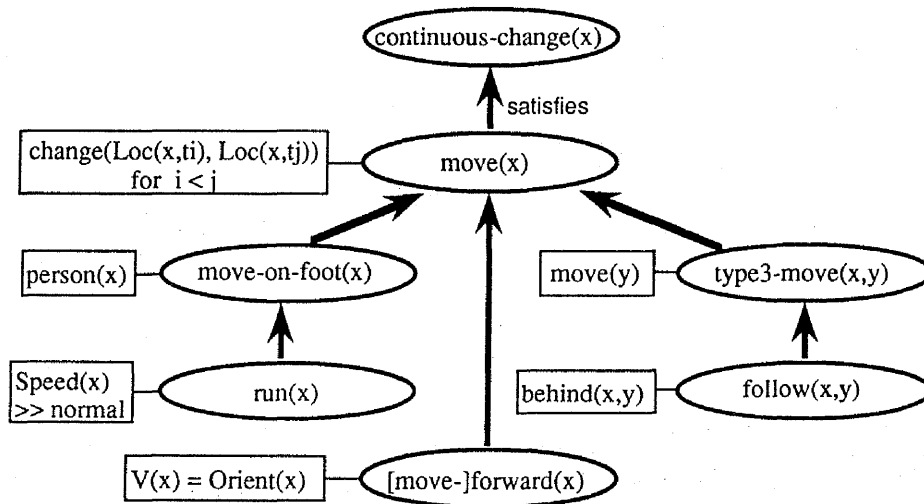 continuous-change(x)
satisfies
change(Loc(x,ti), Loc(x,tj))
for i < j
move(x)
person(x)
move-on-foot(x)
move(y)
type3-move(x,y)
Speed(x)
>> normal
run(x)
behind(x,y)
follow(x,y)
V(x) = Orient(x)
[move-]forward(x)